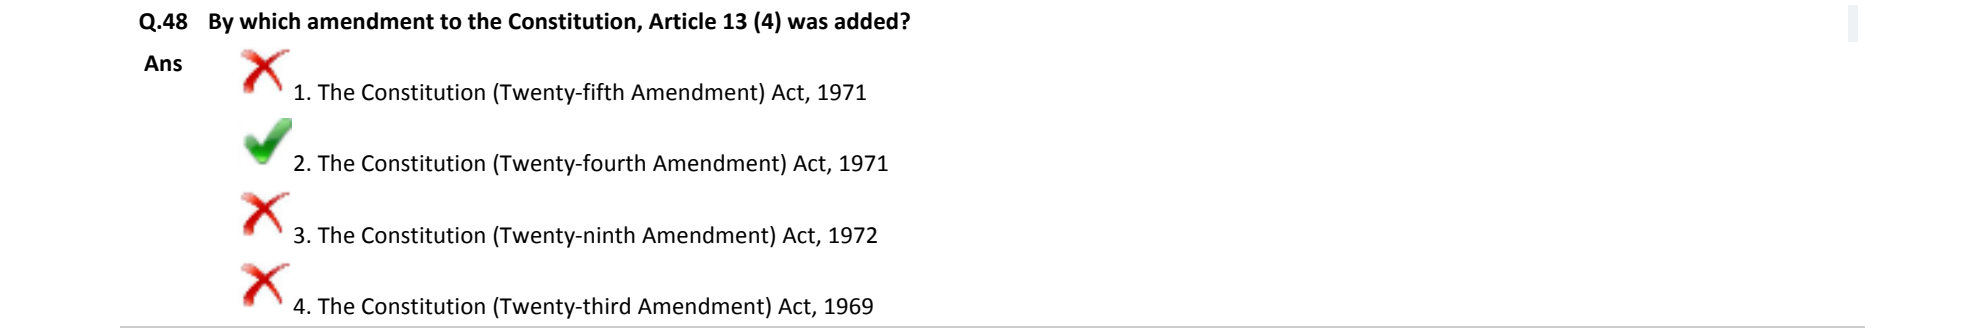 Q.48 By which amendment to the Constitution, Article 13 (4) was added?
Ans
1. The Constitution (Twenty-fifth Amendment) Act, 1971
2. The Constitution (Twenty-fourth Amendment) Act, 1971
3. The Constitution (Twenty-ninth Amendment) Act, 1972
4. The Constitution (Twenty-third Amendment) Act, 1969